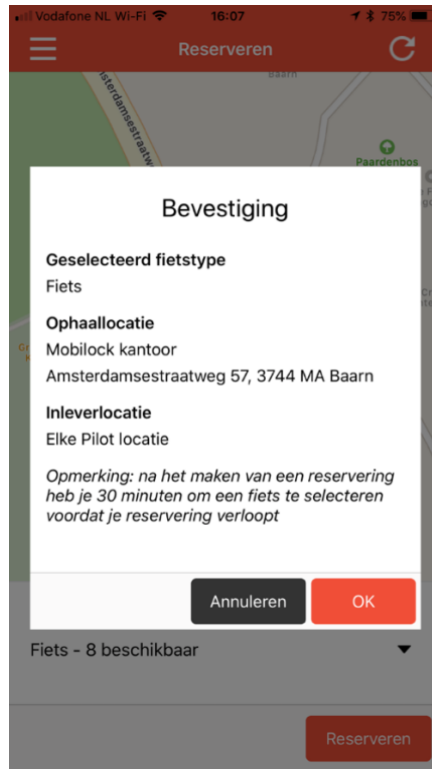 Vodafone NL Wi-Fi 16:07 75%
Reserveren
Baarn
sterdamsestraatw
Paardenbos
Bevestiging
Geselecteerd fietstype
Fiets
Ophaallocatie
Mobilock kantoor
Amsterdamsestraatweg 57, 3744 MA Baarn
Inleverlocatie
Elke Pilot locatie
Opmerking: na het maken van een reservering
heb je 30 minuten om een fiets te selecteren
voordat je reservering verloopt
Annuleren OK
Fiets - 8 beschikbaar
Reserveren